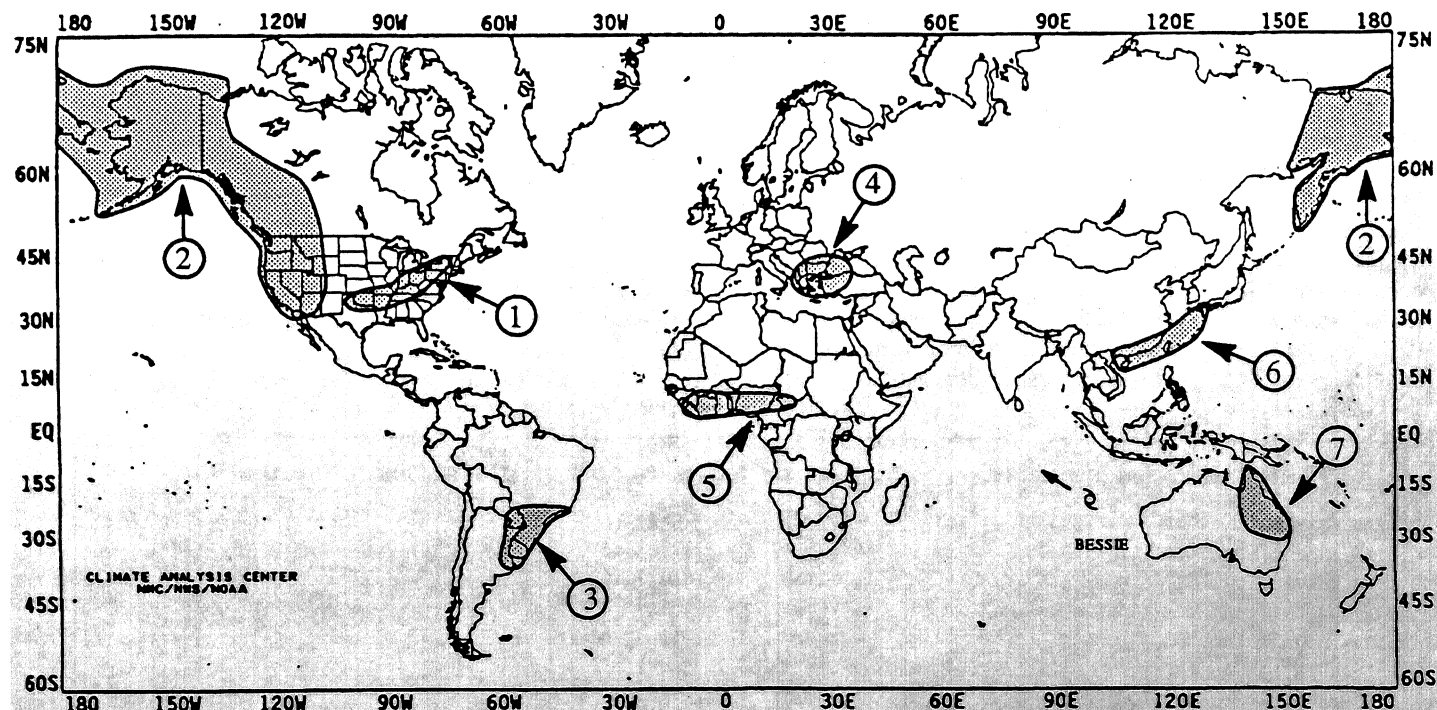 180 150W 120W 90W 60W 30W 0 30E 60E 90E 120E 150E 180
75N 75N
60N 60N
4
2 2
45N 45N
1
30N 30N
6
15N 15N
EQ EQ
7
5
15S 15S
BESSIE
30S 30S
CLIMATE ANALYSIS CENTER
NMC/NWS/NOAA
3
45S 45S
60S 60S
180 150W 120W 90W 60W 30W 0 30E 60E 90E 120E 150E 180